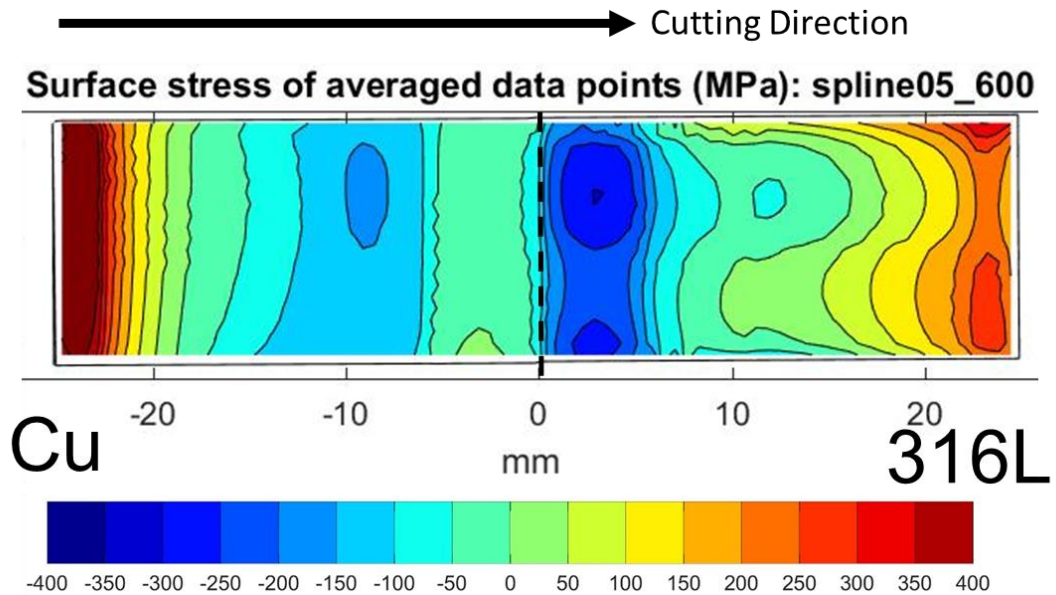 Cutting Direction
Surface stress of averaged data points (MPa): spline05_600
-20 -10 0 10 20
Cu mm 316L
-400 -350 -300 -250 -200 -150 -100 -50 0 50 100 150 200 250 300 350 400